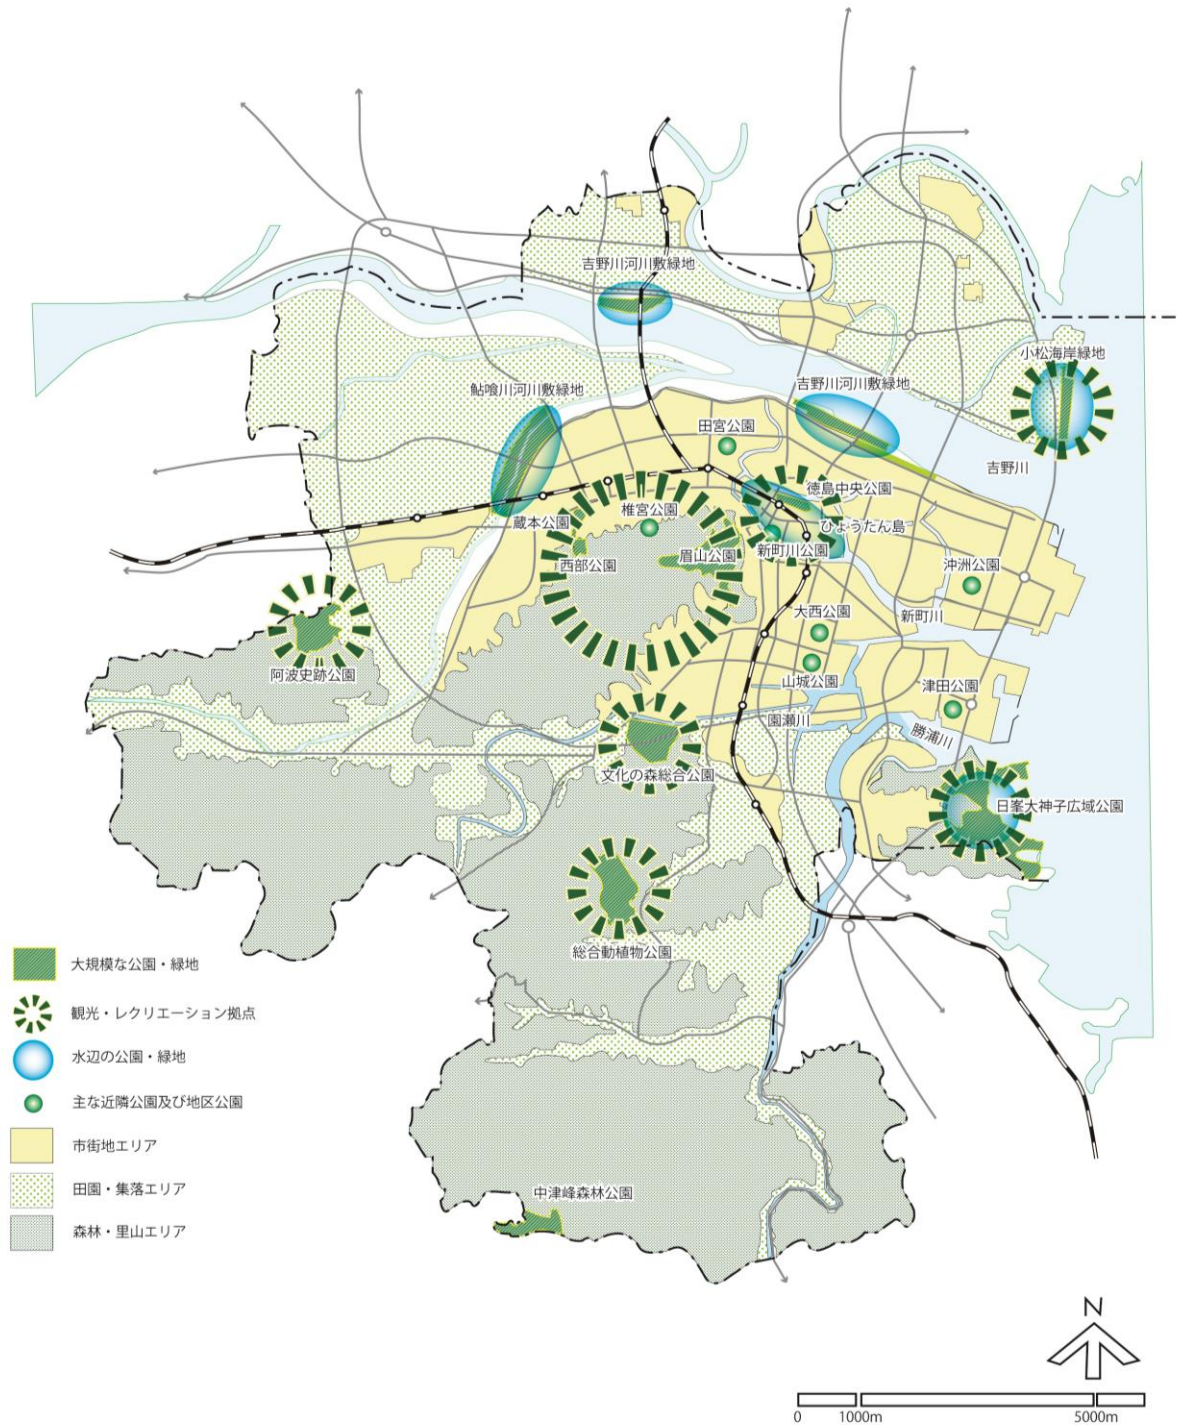 吉野川河川敷緑地
小松海岸緑地
吉野川河川敷緑地
鮎喰川河川敷緑地
田宮公園
吉野川
徳島中央公園
椎宮公園
蔵本公園
ひょうたん島
新町川公園
眉山公園
西部公園
沖洲公園
大西公園
新町川
阿波史跡公園
山城公園
津田公園
園瀬川
勝浦川
文化の森総合公園
日峯大神子広域公園
総合動植物公園
大規模な公園・緑地
観光・レクリエーション拠点
水辺の公園・緑地
主な近隣公園及び地区公園
市街地エリア
田園・集落エリア
中津峰森林公園
森林・里山エリア
N
0 1000m 5000m